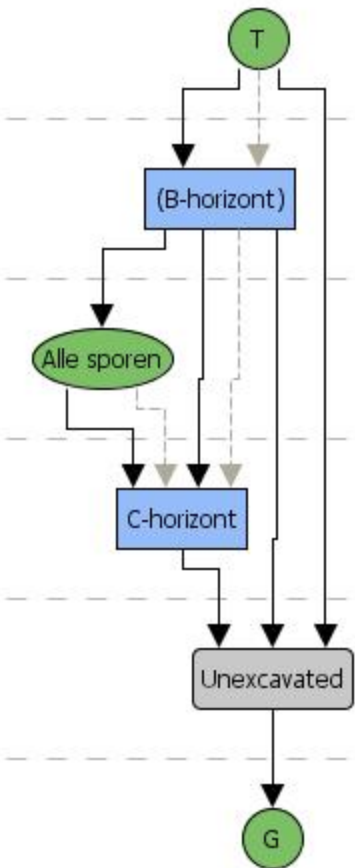 T
(B-horizont)
Alle sporen
C-horizont
Unexcavated
G